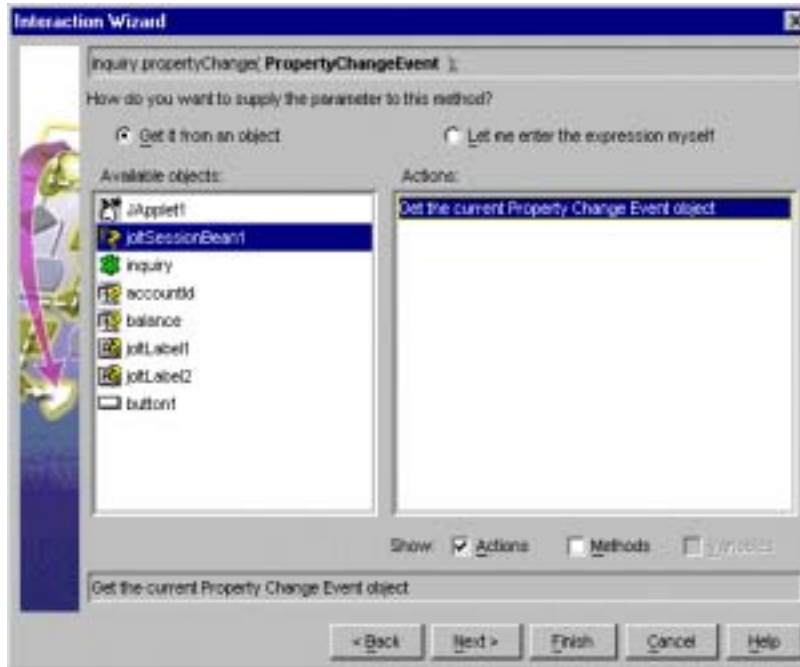 Interaction Wizard
inquiry.propertyChange( PropertyChangeEvent );
How do you want to supply the parameter to this method?
Get it from an object Let me enter the expression myself
Available objects: Actions:
JApplet1 Get the current Property Change Event object
joltSessionBean1
inquiry
accountId
balance
joltLabel1
joltLabel2
button1
Show: Actions Methods Variables
Get the current Property Change Event object
< Back Next > Finish Cancel Help